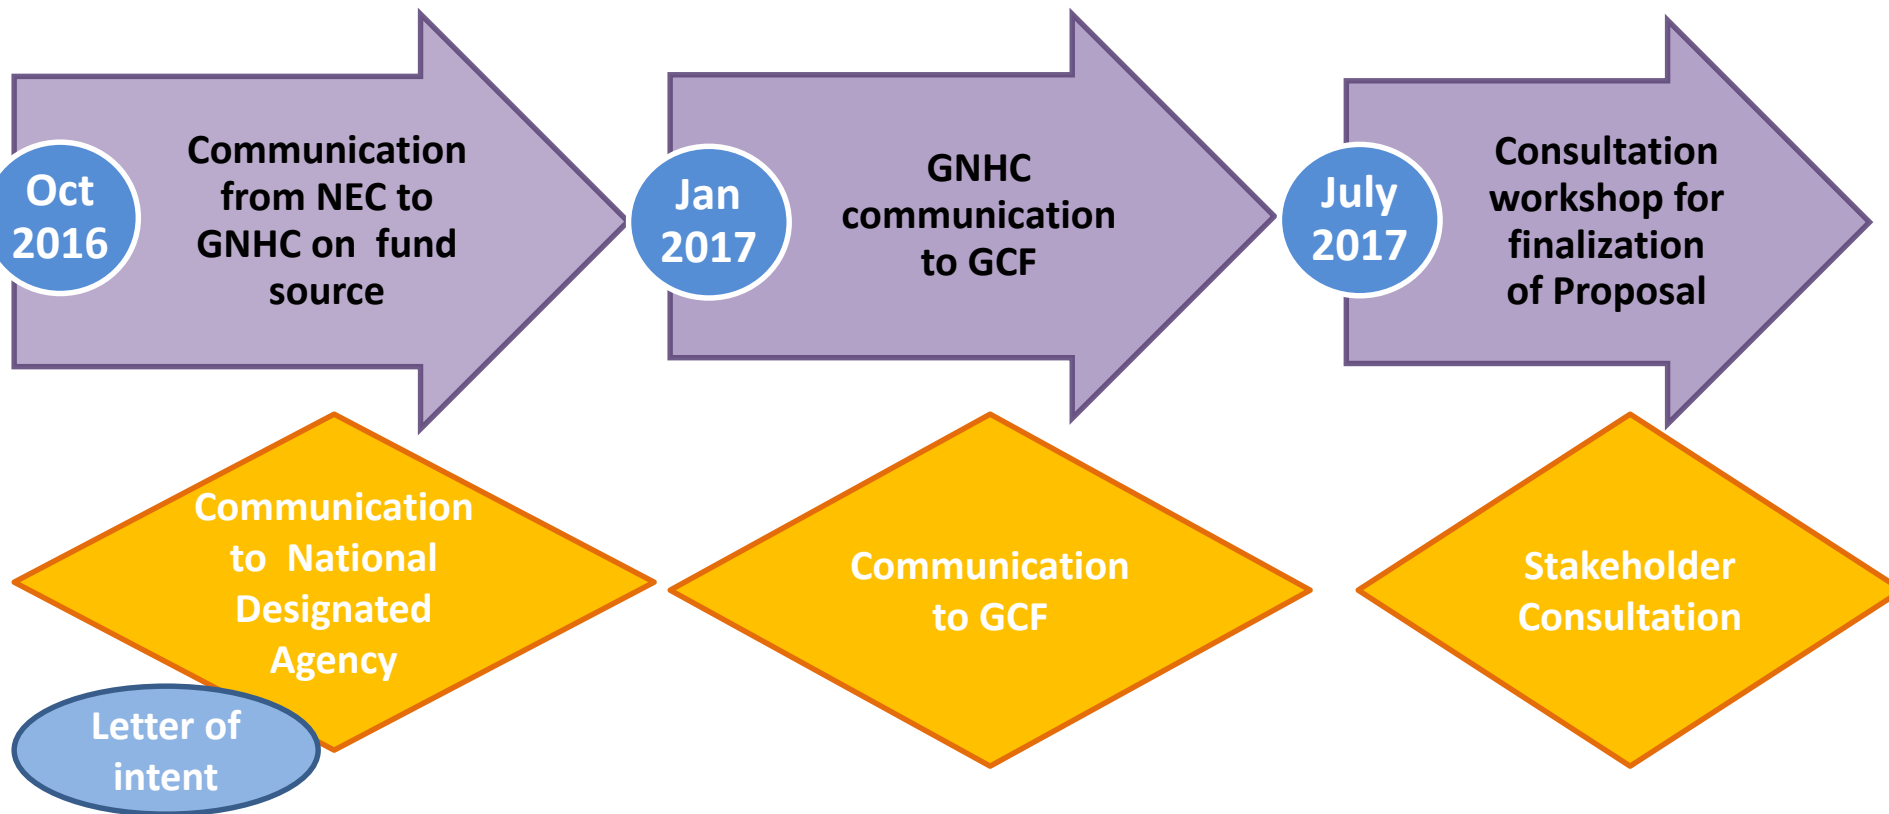 Oct
2016
Communication
from NEC to
GNHC on fund
source
Jan
2017
GNHC
communication
to GCF
July
2017
Consultation
workshop for
finalization
of Proposal
Communication
to National
Designated
Agency
Letter of
intent
Communication
to GCF
Stakeholder
Consultation